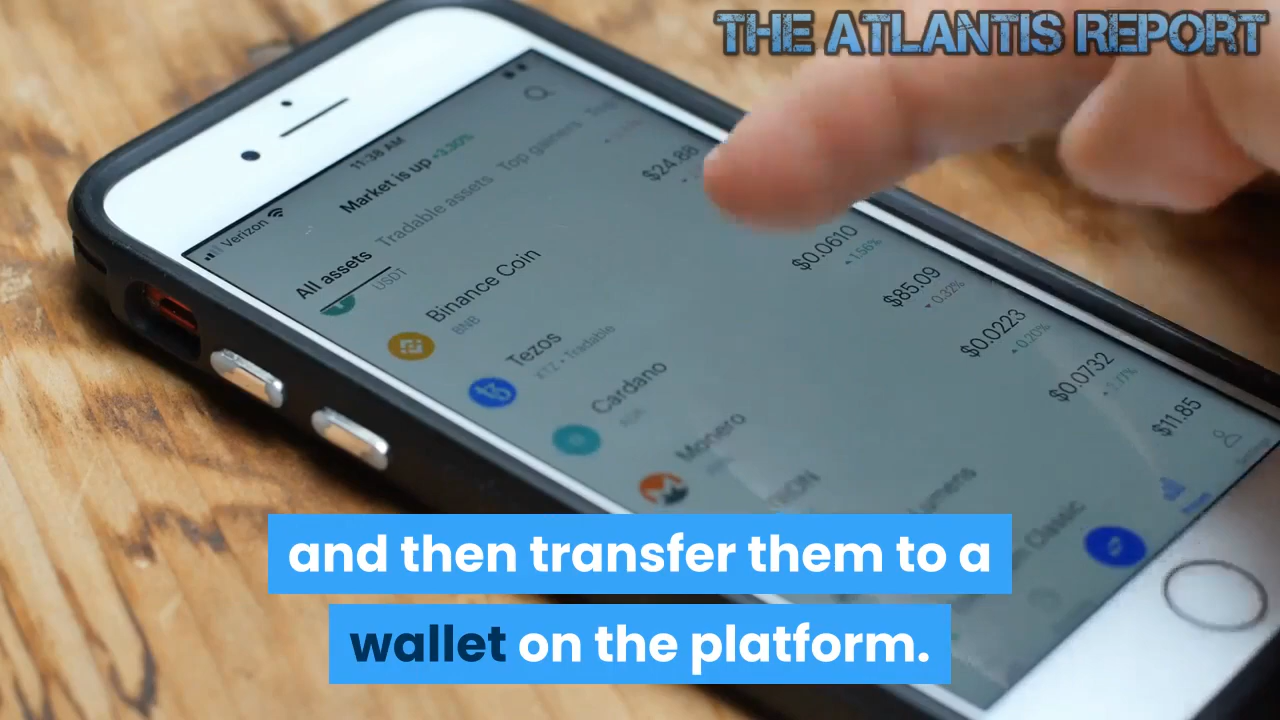 THE ATLANTIS REPORT
Verizon
11:38 AM
Market is up +3.30%
All assets
Tradable assets
Top gainers
USDT
$24.88
Binance Coin
BNB
Tezos
XTZ • Tradable
$0.0610
1.56%
Cardano
$85.09
0.32%
Monero
$0.0223
0.20%
$0.0732
Lumens
$11.85
Classic
and then transfer them to a
wallet on the platform.